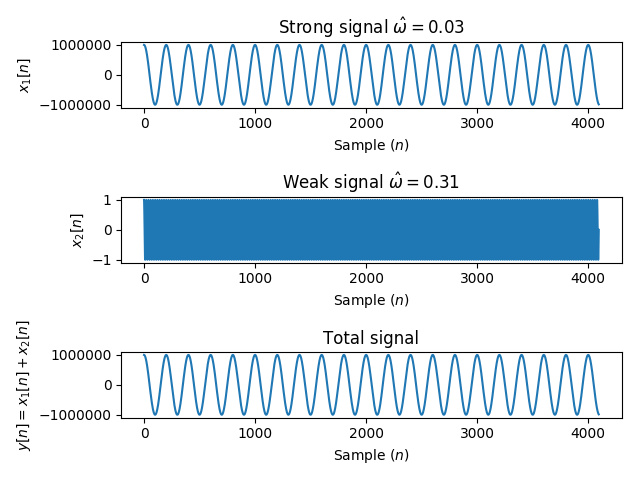 Strong signal ω̂ = 0.03
x₁[n]
1000000
0
−1000000
0 1000 2000 3000 4000
Sample (n)
Weak signal ω̂ = 0.31
x₂[n]
1
0
−1
0 1000 2000 3000 4000
Sample (n)
Total signal
y[n] = x₁[n] + x₂[n]
1000000
0
−1000000
0 1000 2000 3000 4000
Sample (n)